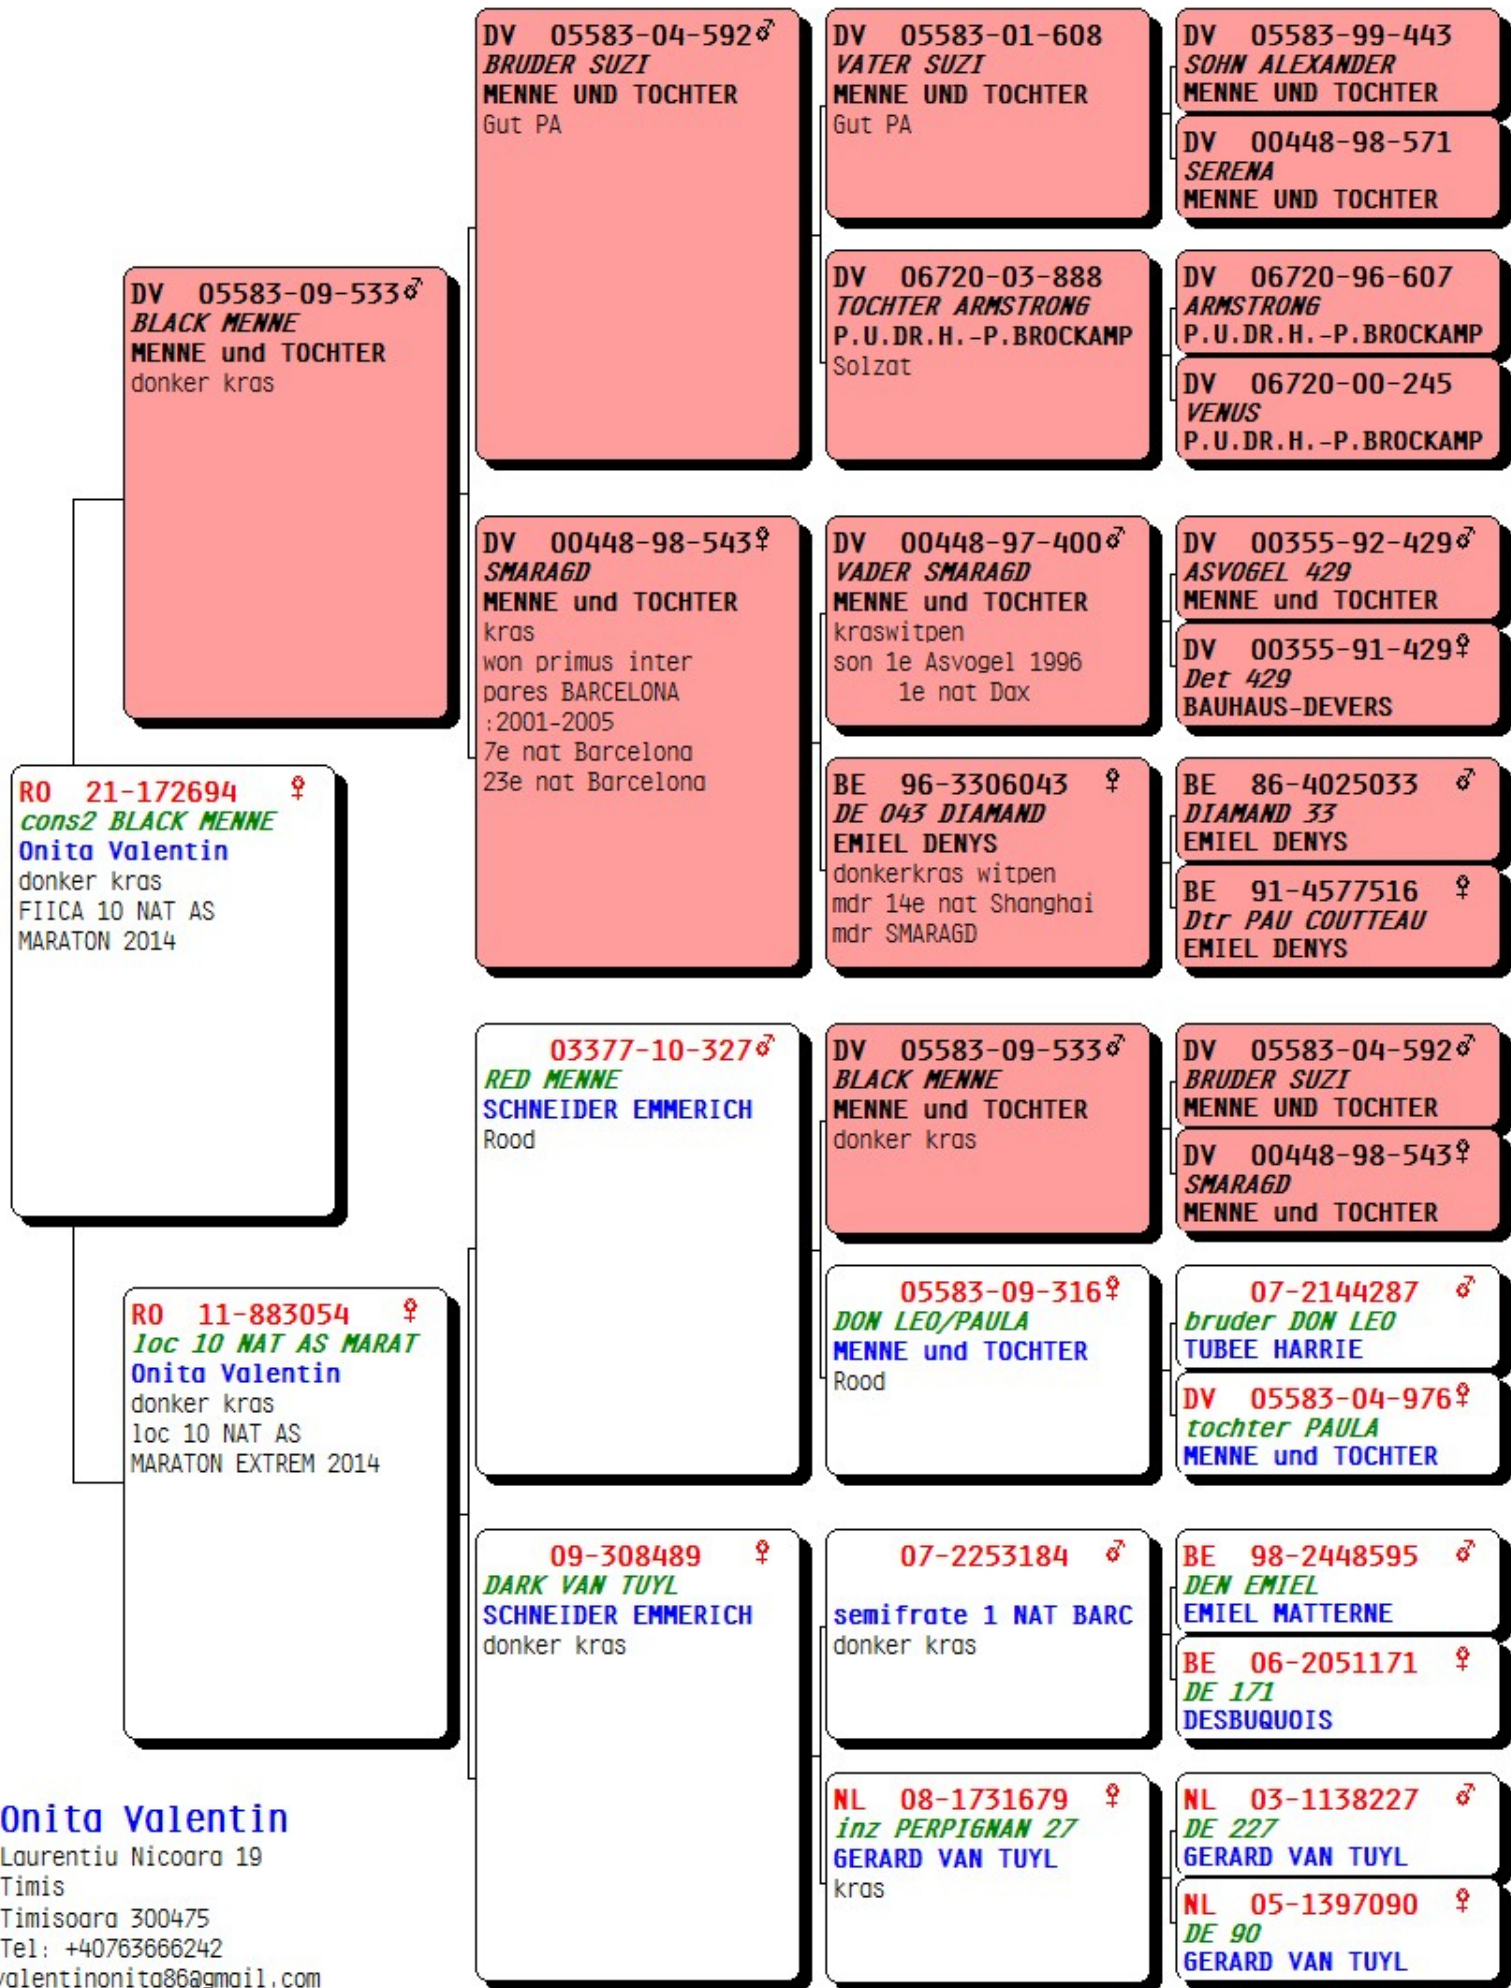 RO 21-172694 ♀
cons2 BLACK MENNE
Onita Valentin
donker kras
FIICA 10 NAT AS
MARATON 2014
DV 05583-09-533♂
BLACK MENNE
MENNE und TOCHTER
donker kras
RO 11-883054 ♀
loc 10 NAT AS MARAT
Onita Valentin
donker kras
loc 10 NAT AS
MARATON EXTREM 2014
DV 05583-04-592♂
BRUDER SUZI
MENNE UND TOCHTER
Gut PA
DV 00448-98-543♀
SMARAGD
MENNE und TOCHTER
kras
won primus inter
pares BARCELONA
:2001-2005
7e nat Barcelona
23e nat Barcelona
03377-10-327♂
RED MENNE
SCHNEIDER EMMERICH
Rood
09-308489 ♀
DARK VAN TUYL
SCHNEIDER EMMERICH
donker kras
DV 05583-01-608
VATER SUZI
MENNE UND TOCHTER
Gut PA
DV 06720-03-888
TOCHTER ARMSTRONG
P.U.DR.H.-P.BROCKAMP
Solzat
DV 00448-97-400♂
VADER SMARAGD
MENNE und TOCHTER
kraswitpen
son 1e Asvogel 1996
1e nat Dax
BE 96-3306043 ♀
DE 043 DIAMAND
EMIEL DENYS
donkerkras witpen
mdr 14e nat Shanghai
mdr SMARAGD
DV 05583-09-533♂
BLACK MENNE
MENNE und TOCHTER
donker kras
05583-09-316♀
DON LEO/PAULA
MENNE und TOCHTER
Rood
07-2253184 ♂
semifrate 1 NAT BARC
donker kras
NL 08-1731679 ♀
inz PERPIGNAN 27
GERARD VAN TUYL
kras
DV 05583-99-443
SOHN ALEXANDER
MENNE UND TOCHTER
DV 00448-98-571
SERENA
MENNE UND TOCHTER
DV 06720-96-607
ARMSTRONG
P.U.DR.H.-P.BROCKAMP
DV 06720-00-245
VENUS
P.U.DR.H.-P.BROCKAMP
DV 00355-92-429♂
ASVOGEL 429
MENNE und TOCHTER
DV 00355-91-429♀
Det 429
BAUHAUS-DEVERS
BE 86-4025033 ♂
DIAMAND 33
EMIEL DENYS
BE 91-4577516 ♀
Dtr PAU COUTTEAU
EMIEL DENYS
DV 05583-04-592♂
BRUDER SUZI
MENNE UND TOCHTER
DV 00448-98-543♀
SMARAGD
MENNE und TOCHTER
07-2144287 ♂
bruder DON LEO
TUBEE HARRIE
DV 05583-04-976♀
tochter PAULA
MENNE und TOCHTER
BE 98-2448595 ♂
DEN EMIEL
EMIEL MATTERNE
BE 06-2051171 ♀
DE 171
DESBUQUOIS
NL 03-1138227 ♂
DE 227
GERARD VAN TUYL
NL 05-1397090 ♀
DE 90
GERARD VAN TUYL
Onita Valentin
Laurentiu Nicoara 19
Timis
Timisoara 300475
Tel: +40763666242
valentinonita86@gmail.com